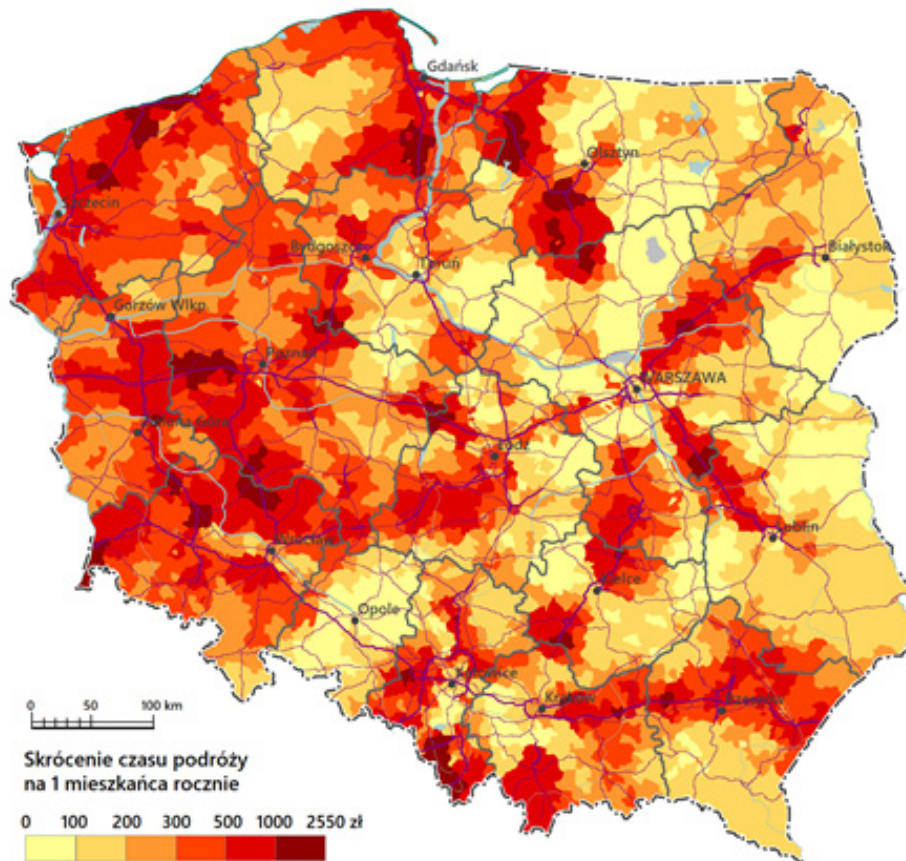 Gdańsk
Olsztyn
Szczecin
Białystok
Bydgoszcz
Toruń
Gorzów Wlkp
Poznań
WARSZAWA
Zielona Góra
Łódź
Lublin
Wrocław
Kielce
Opole
Katowice
Kraków
Rzeszów
0 50 100 km
Skrócenie czasu podróży
na 1 mieszkańca rocznie
0 100 200 300 500 1000 2550 zł